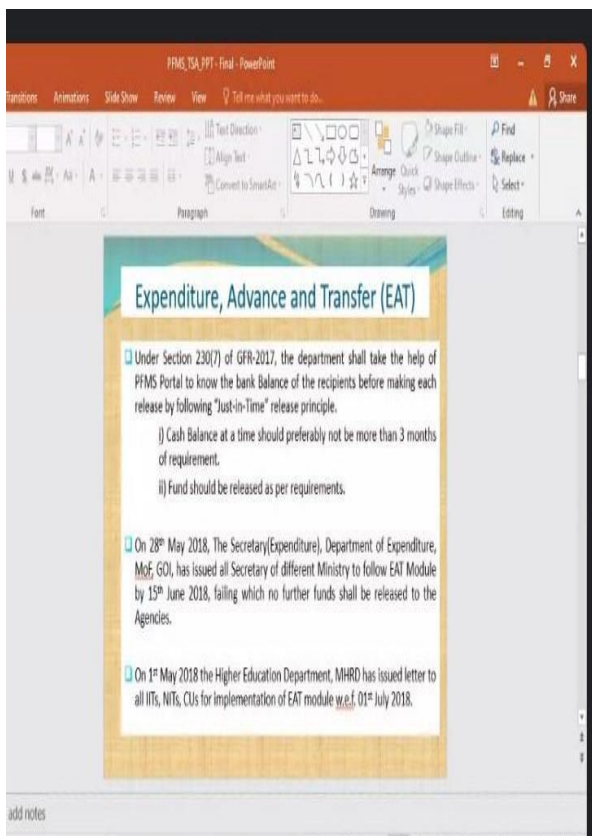 PFMS_TSA_PPT - Final - PowerPoint
Transitions Animations Slide Show Review View Tell me what you want to do...
Share
Text Direction
Align Text
Convert to SmartArt
Arrange
Quick Styles
Shape Fill
Shape Outline
Shape Effects
Find
Replace
Select
Font Paragraph Drawing Editing
Expenditure, Advance and Transfer (EAT)
Under Section 230(7) of GFR-2017, the department shall take the help of
PFMS Portal to know the bank Balance of the recipients before making each
release by following "Just-in-Time" release principle.
i) Cash Balance at a time should preferably not be more than 3 months
of requirement.
ii) Fund should be released as per requirements.
On 28th May 2018, The Secretary(Expenditure), Department of Expenditure,
MoF, GOI, has issued all Secretary of different Ministry to follow EAT Module
by 15th June 2018, failing which no further funds shall be released to the
Agencies.
On 1st May 2018 the Higher Education Department, MHRD has issued letter to
all IITs, NITs, CUs for implementation of EAT module w.e.f. 01st July 2018.
add notes